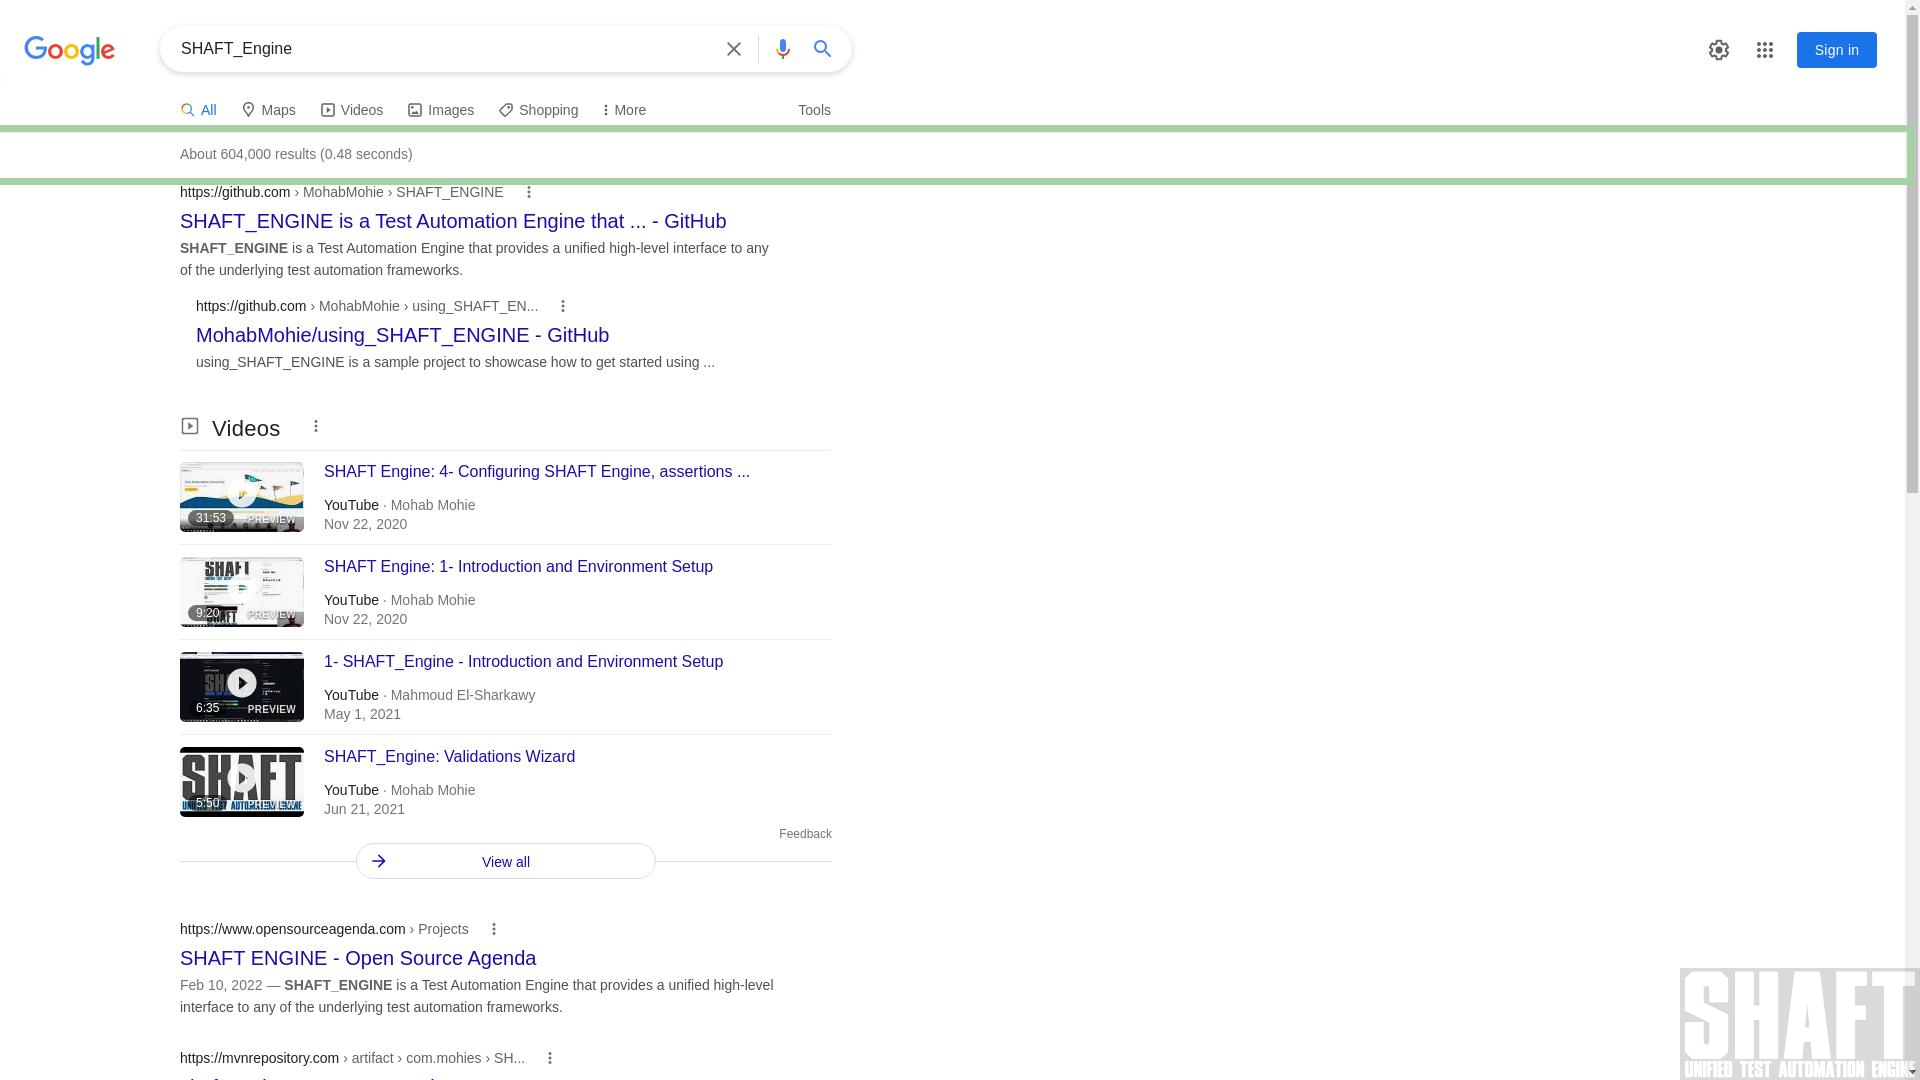 Google
SHAFT_Engine
Sign in
All
Maps
Videos
Images
Shopping
More
Tools
About 604,000 results (0.48 seconds)
https://github.com › MohabMohie › SHAFT_ENGINE
SHAFT_ENGINE is a Test Automation Engine that ... - GitHub
SHAFT_ENGINE is a Test Automation Engine that provides a unified high-level interface to any
of the underlying test automation frameworks.
https://github.com › MohabMohie › using_SHAFT_EN...
MohabMohie/using_SHAFT_ENGINE - GitHub
using_SHAFT_ENGINE is a sample project to showcase how to get started using ...
Videos
SHAFT Engine: 4- Configuring SHAFT Engine, assertions ...
YouTube · Mohab Mohie
Nov 22, 2020
31:53
PREVIEW
SHAFT Engine: 1- Introduction and Environment Setup
YouTube · Mohab Mohie
Nov 22, 2020
SHAFT
9:20
PREVIEW
1- SHAFT_Engine - Introduction and Environment Setup
YouTube · Mahmoud El-Sharkawy
May 1, 2021
6:35
PREVIEW
SHAFT_Engine: Validations Wizard
YouTube · Mohab Mohie
Jun 21, 2021
SHAFT
5:50
PREVIEW
UNIFIED TEST AUTOMATION ENGINE
Feedback
View all
https://www.opensourceagenda.com › Projects
SHAFT ENGINE - Open Source Agenda
Feb 10, 2022 — SHAFT_ENGINE is a Test Automation Engine that provides a unified high-level
interface to any of the underlying test automation frameworks.
https://mvnrepository.com › artifact › com.mohies › SH...
SHAFT
UNIFIED TEST AUTOMATION ENGINE